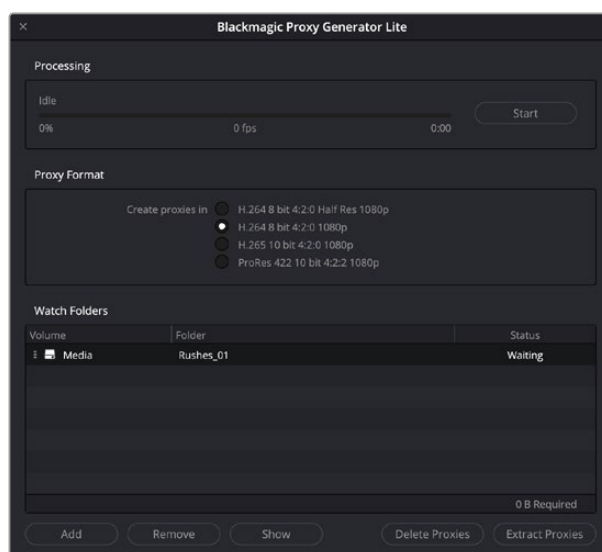 Blackmagic Proxy Generator Lite
Processing
Idle
0% 0 fps 0:00
Start
Proxy Format
Create proxies in H.264 8 bit 4:2:0 Half Res 1080p
H.264 8 bit 4:2:0 1080p
H.265 10 bit 4:2:0 1080p
ProRes 422 10 bit 4:2:2 1080p
Watch Folders
Volume Folder Status
Media Rushes_01 Waiting
0 B Required
Add Remove Show Delete Proxies Extract Proxies